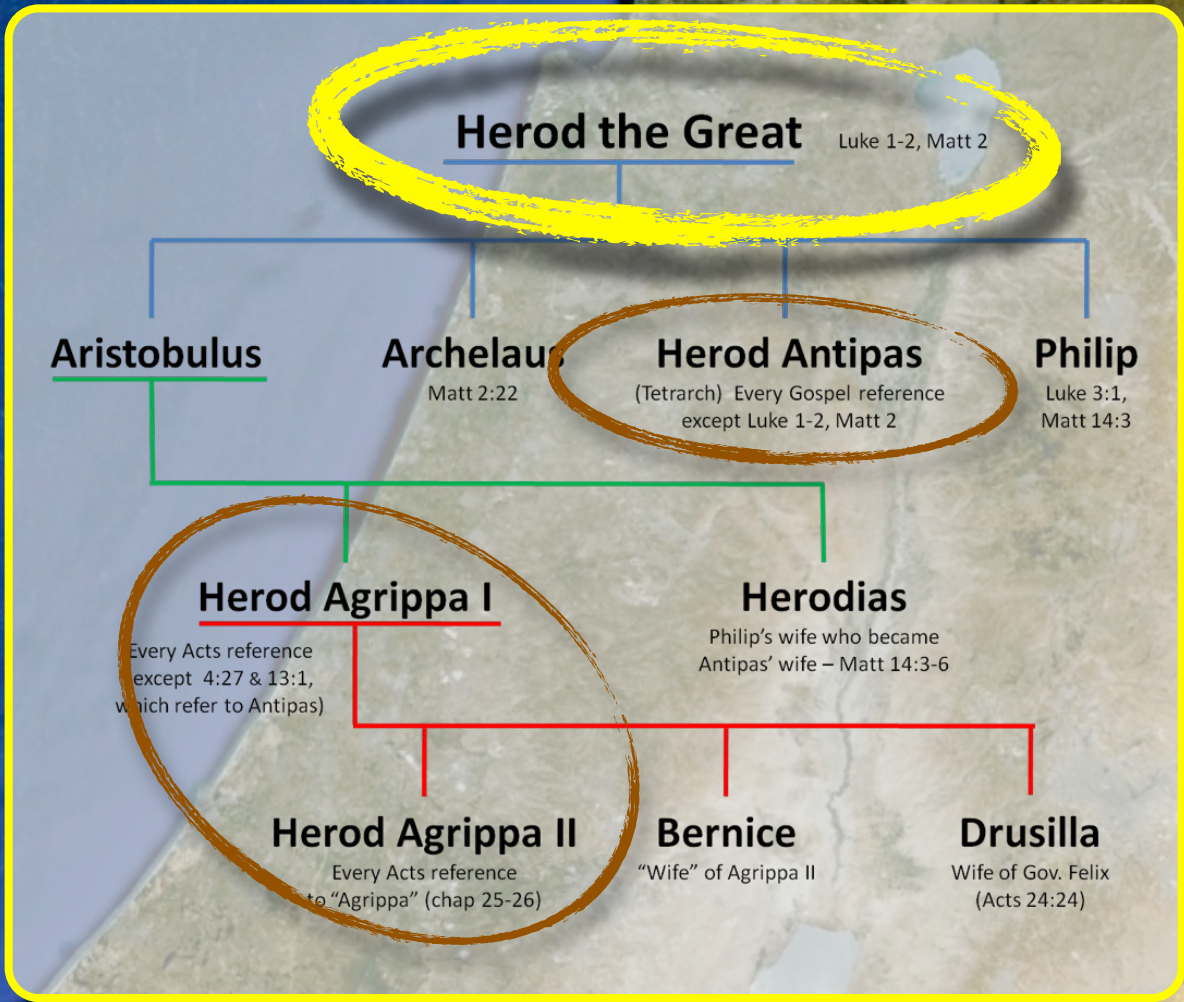 Herod the Great
Luke 1-2, Matt 2
Aristobulus
Archelaus
Matt 2:22
Herod Antipas
(Tetrarch) Every Gospel reference
except Luke 1-2, Matt 2
Philip
Luke 3:1,
Matt 14:3
Herod Agrippa I
Every Acts reference
except 4:27 & 13:1,
which refer to Antipas)
Herodias
Philip’s wife who became
Antipas’ wife – Matt 14:3-6
Herod Agrippa II
Every Acts reference
to “Agrippa” (chap 25-26)
Bernice
“Wife” of Agrippa II
Drusilla
Wife of Gov. Felix
(Acts 24:24)